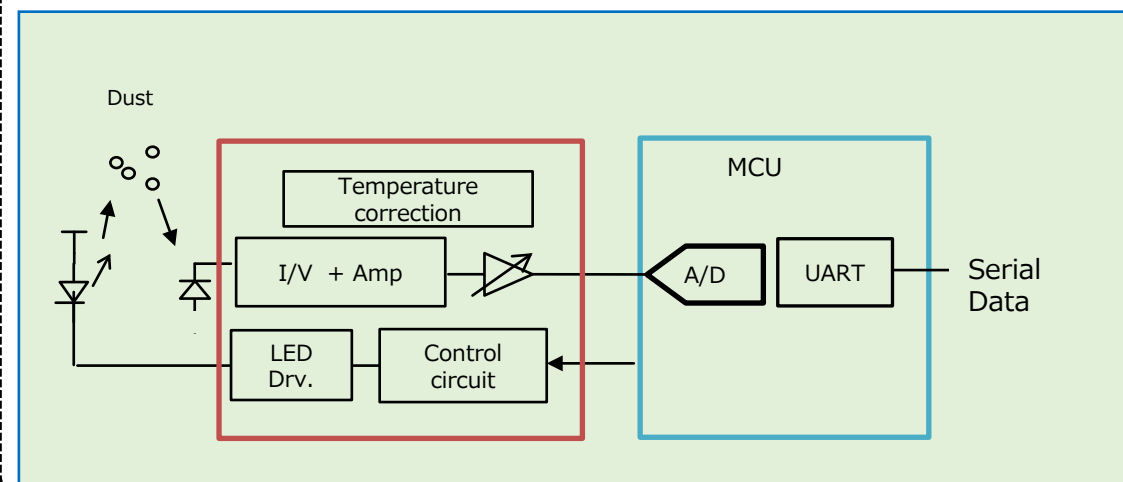 Dust
MCU
Temperature
correction
I/V + Amp
A/D
UART
Serial
Data
LED
Drv.
Control
circuit